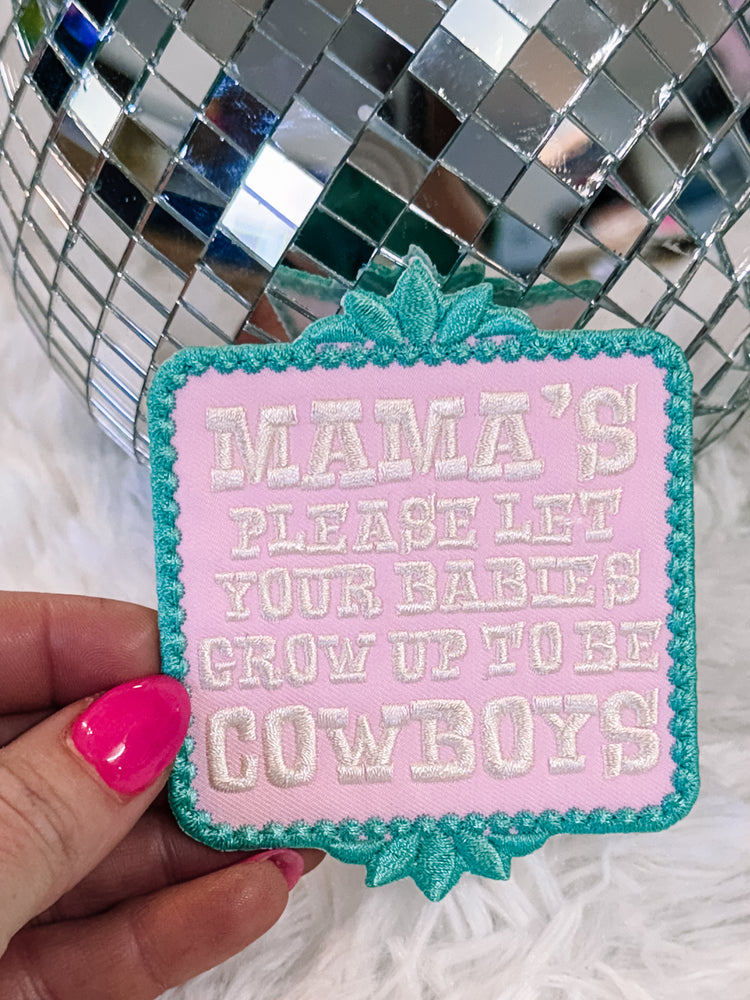 MAMA'S
PLEASE LET
YOUR BABIES
GROW UP TO BE
COWBOYS